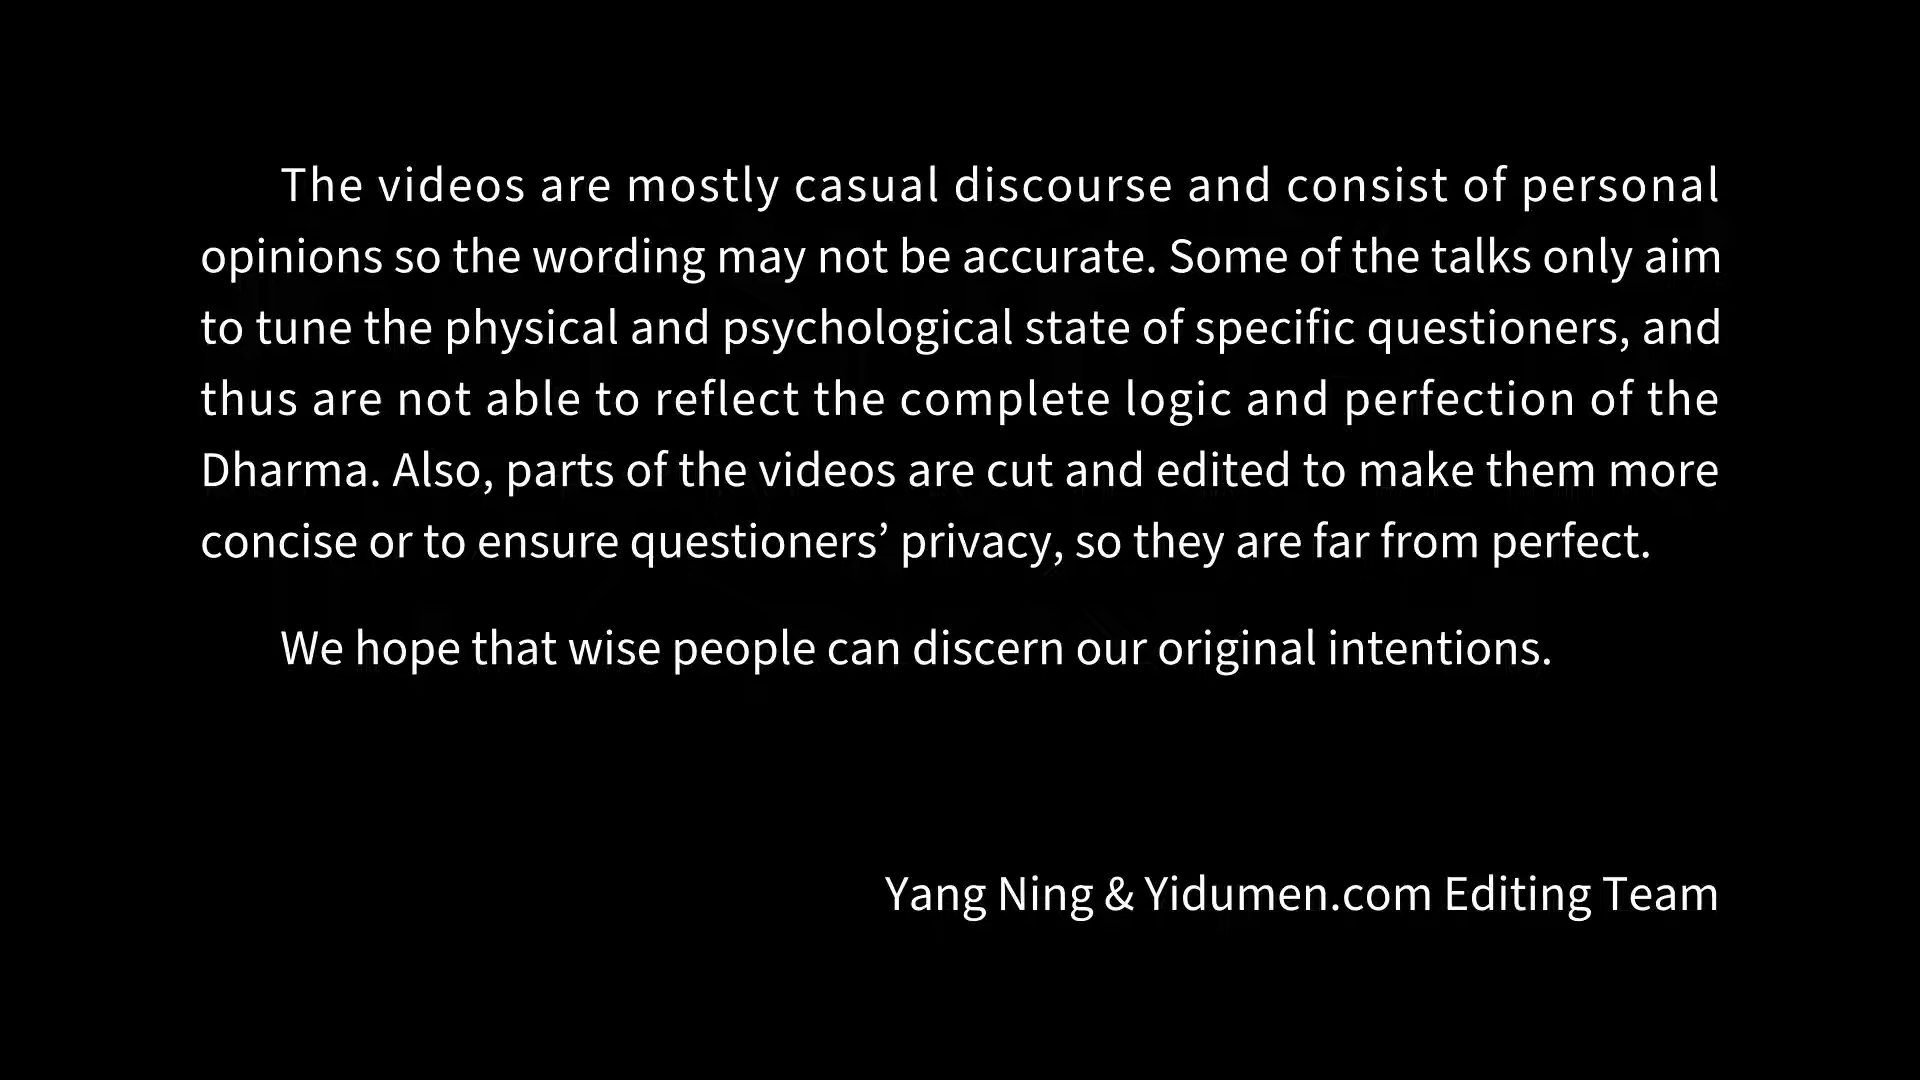 The videos are mostly casual discourse and consist of personal
opinions so the wording may not be accurate. Some of the talks only aim
to tune the physical and psychological state of specific questioners, and
thus are not able to reflect the complete logic and perfection of the
Dharma. Also, parts of the videos are cut and edited to make them more
concise or to ensure questioners’ privacy, so they are far from perfect.
We hope that wise people can discern our original intentions.
Yang Ning & Yidumen.com Editing Team